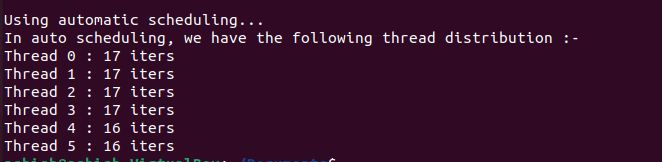 Using automatic scheduling...
In auto scheduling, we have the following thread distribution :-
Thread 0 : 17 iters
Thread 1 : 17 iters
Thread 2 : 17 iters
Thread 3 : 17 iters
Thread 4 : 16 iters
Thread 5 : 16 iters